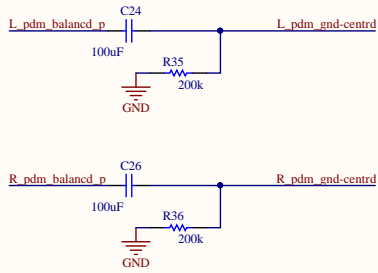 C24
L_pdm_balancd_p L_pdm_gnd-centrd
100uF
R35
200k
GND
C26
R_pdm_balancd_p R_pdm_gnd-centrd
100uF
R36
200k
GND